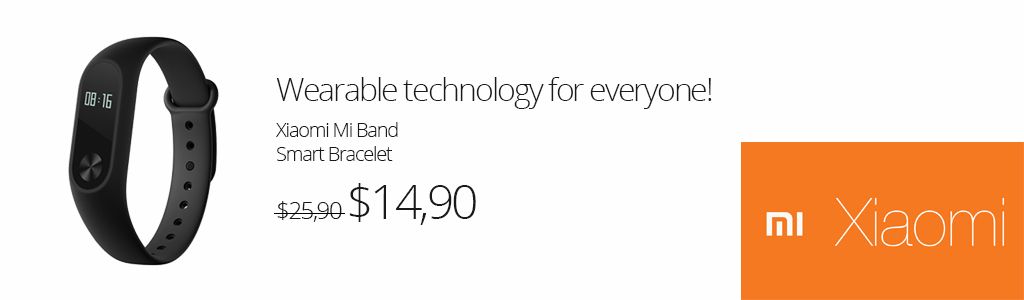 08:16
Wearable technology for everyone!
Xiaomi Mi Band
Smart Bracelet
$25,90 $14,90
mi Xiaomi